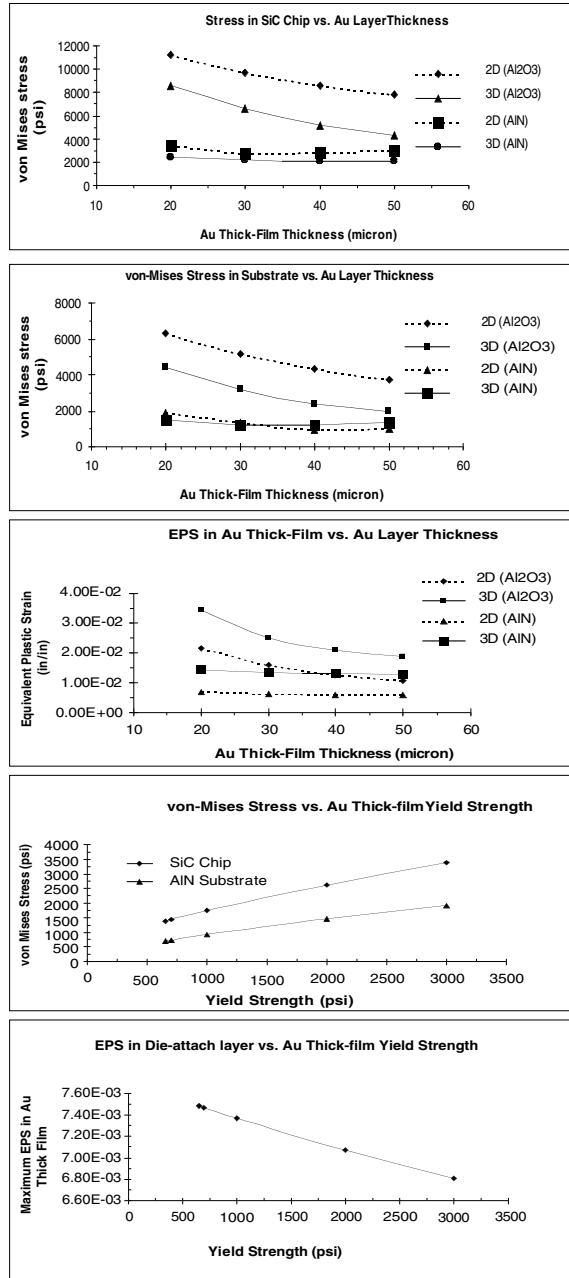 Stress in SiC Chip vs. Au LayerThickness
von Mises stress
(psi)
12000
10000
8000
6000
4000
2000
0
10 20 30 40 50 60
Au Thick-Film Thickness (micron)
2D (Al2O3)
3D (Al2O3)
2D (AlN)
3D (AlN)
von-Mises Stress in Substrate vs. Au Layer Thickness
von Mises stress
(psi)
8000
6000
4000
2000
0
10 20 30 40 50 60
Au Thick-Film Thickness (micron)
2D (Al2O3)
3D (Al2O3)
2D (AlN)
3D (AlN)
EPS in Au Thick-Film vs. Au Layer Thickness
Equivalent Plastic Strain
(in/in)
4.00E-02
3.00E-02
2.00E-02
1.00E-02
0.00E+00
10 20 30 40 50 60
Au Thick-Film Thickness (micron)
2D (Al2O3)
3D (Al2O3)
2D (AlN)
3D (AlN)
von-Mises Stress vs. Au Thick-film Yield Strength
von Mises Stress (psi)
4000
3500
3000
2500
2000
1500
1000
500
0
0 500 1000 1500 2000 2500 3000 3500
Yield Strength (psi)
SiC Chip
AlN Substrate
EPS in Die-attach layer vs. Au Thick-film Yield Strength
Maximum EPS in Au
Thick Film
7.60E-03
7.40E-03
7.20E-03
7.00E-03
6.80E-03
6.60E-03
0 500 1000 1500 2000 2500 3000 3500
Yield Strength (psi)